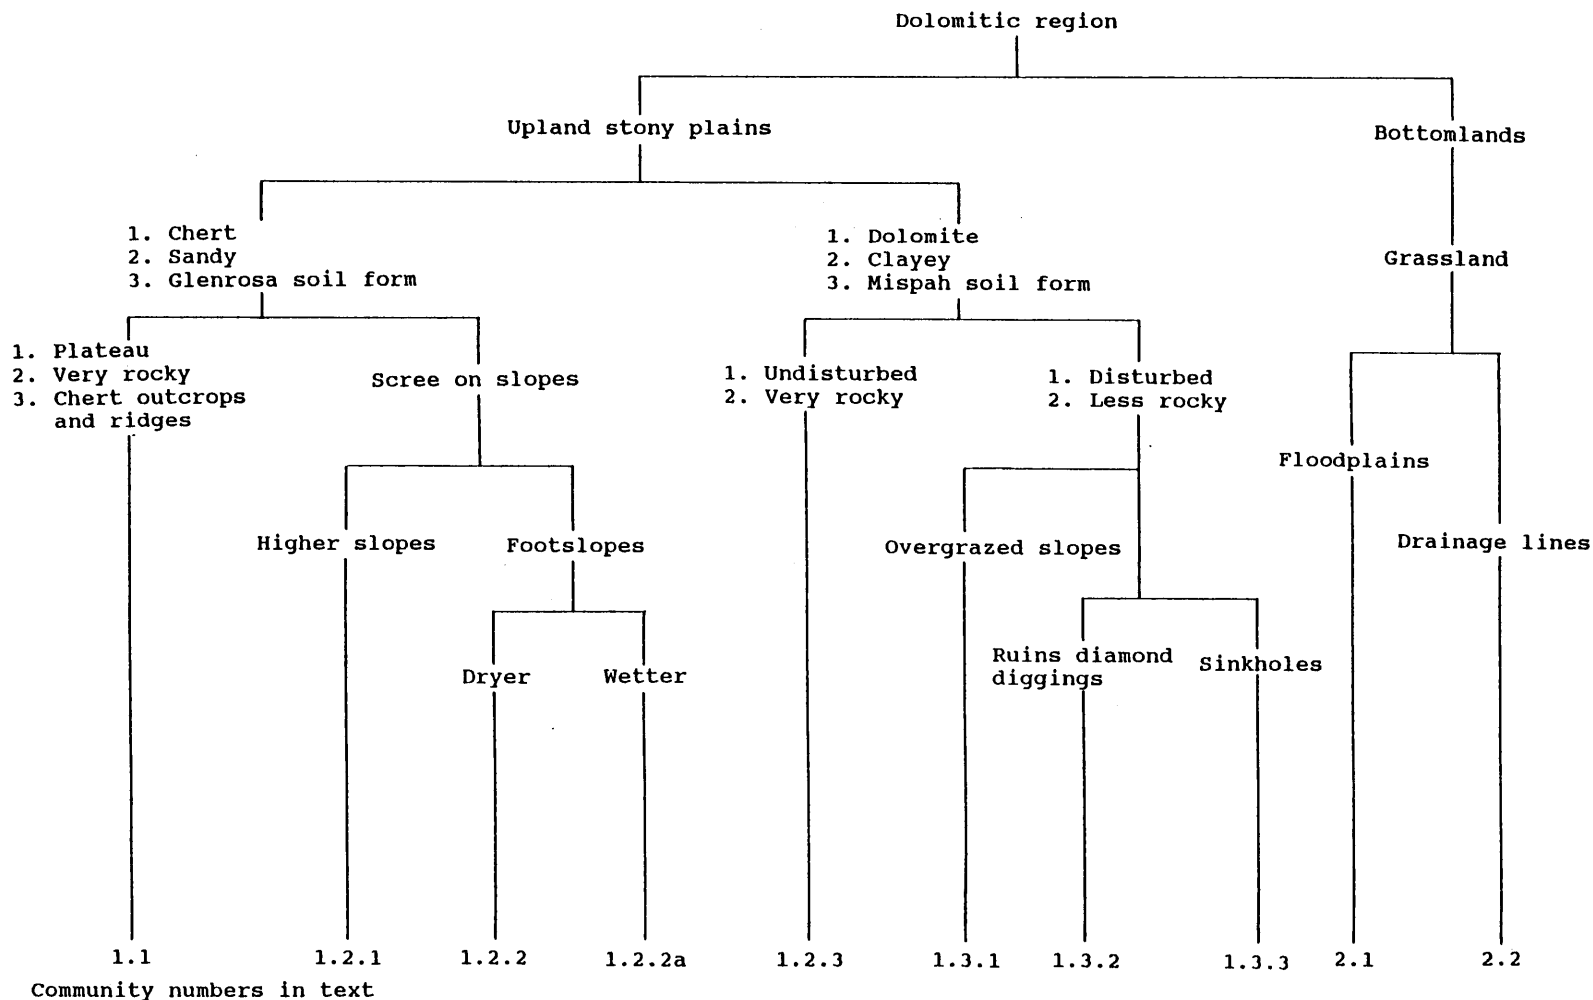 Dolomitic region
Upland stony plains
Bottomlands
1. Chert
2. Sandy
3. Glenrosa soil form
1. Dolomite
2. Clayey
3. Mispah soil form
Grassland
1. Plateau
2. Very rocky
3. Chert outcrops
and ridges
Scree on slopes
1. Undisturbed
2. Very rocky
1. Disturbed
2. Less rocky
Floodplains
Drainage lines
Higher slopes
Footslopes
Overgrazed slopes
Dryer
Wetter
Ruins diamond
diggings
Sinkholes
1.1 1.2.1 1.2.2 1.2.2a 1.2.3 1.3.1 1.3.2 1.3.3 2.1 2.2
Community numbers in text